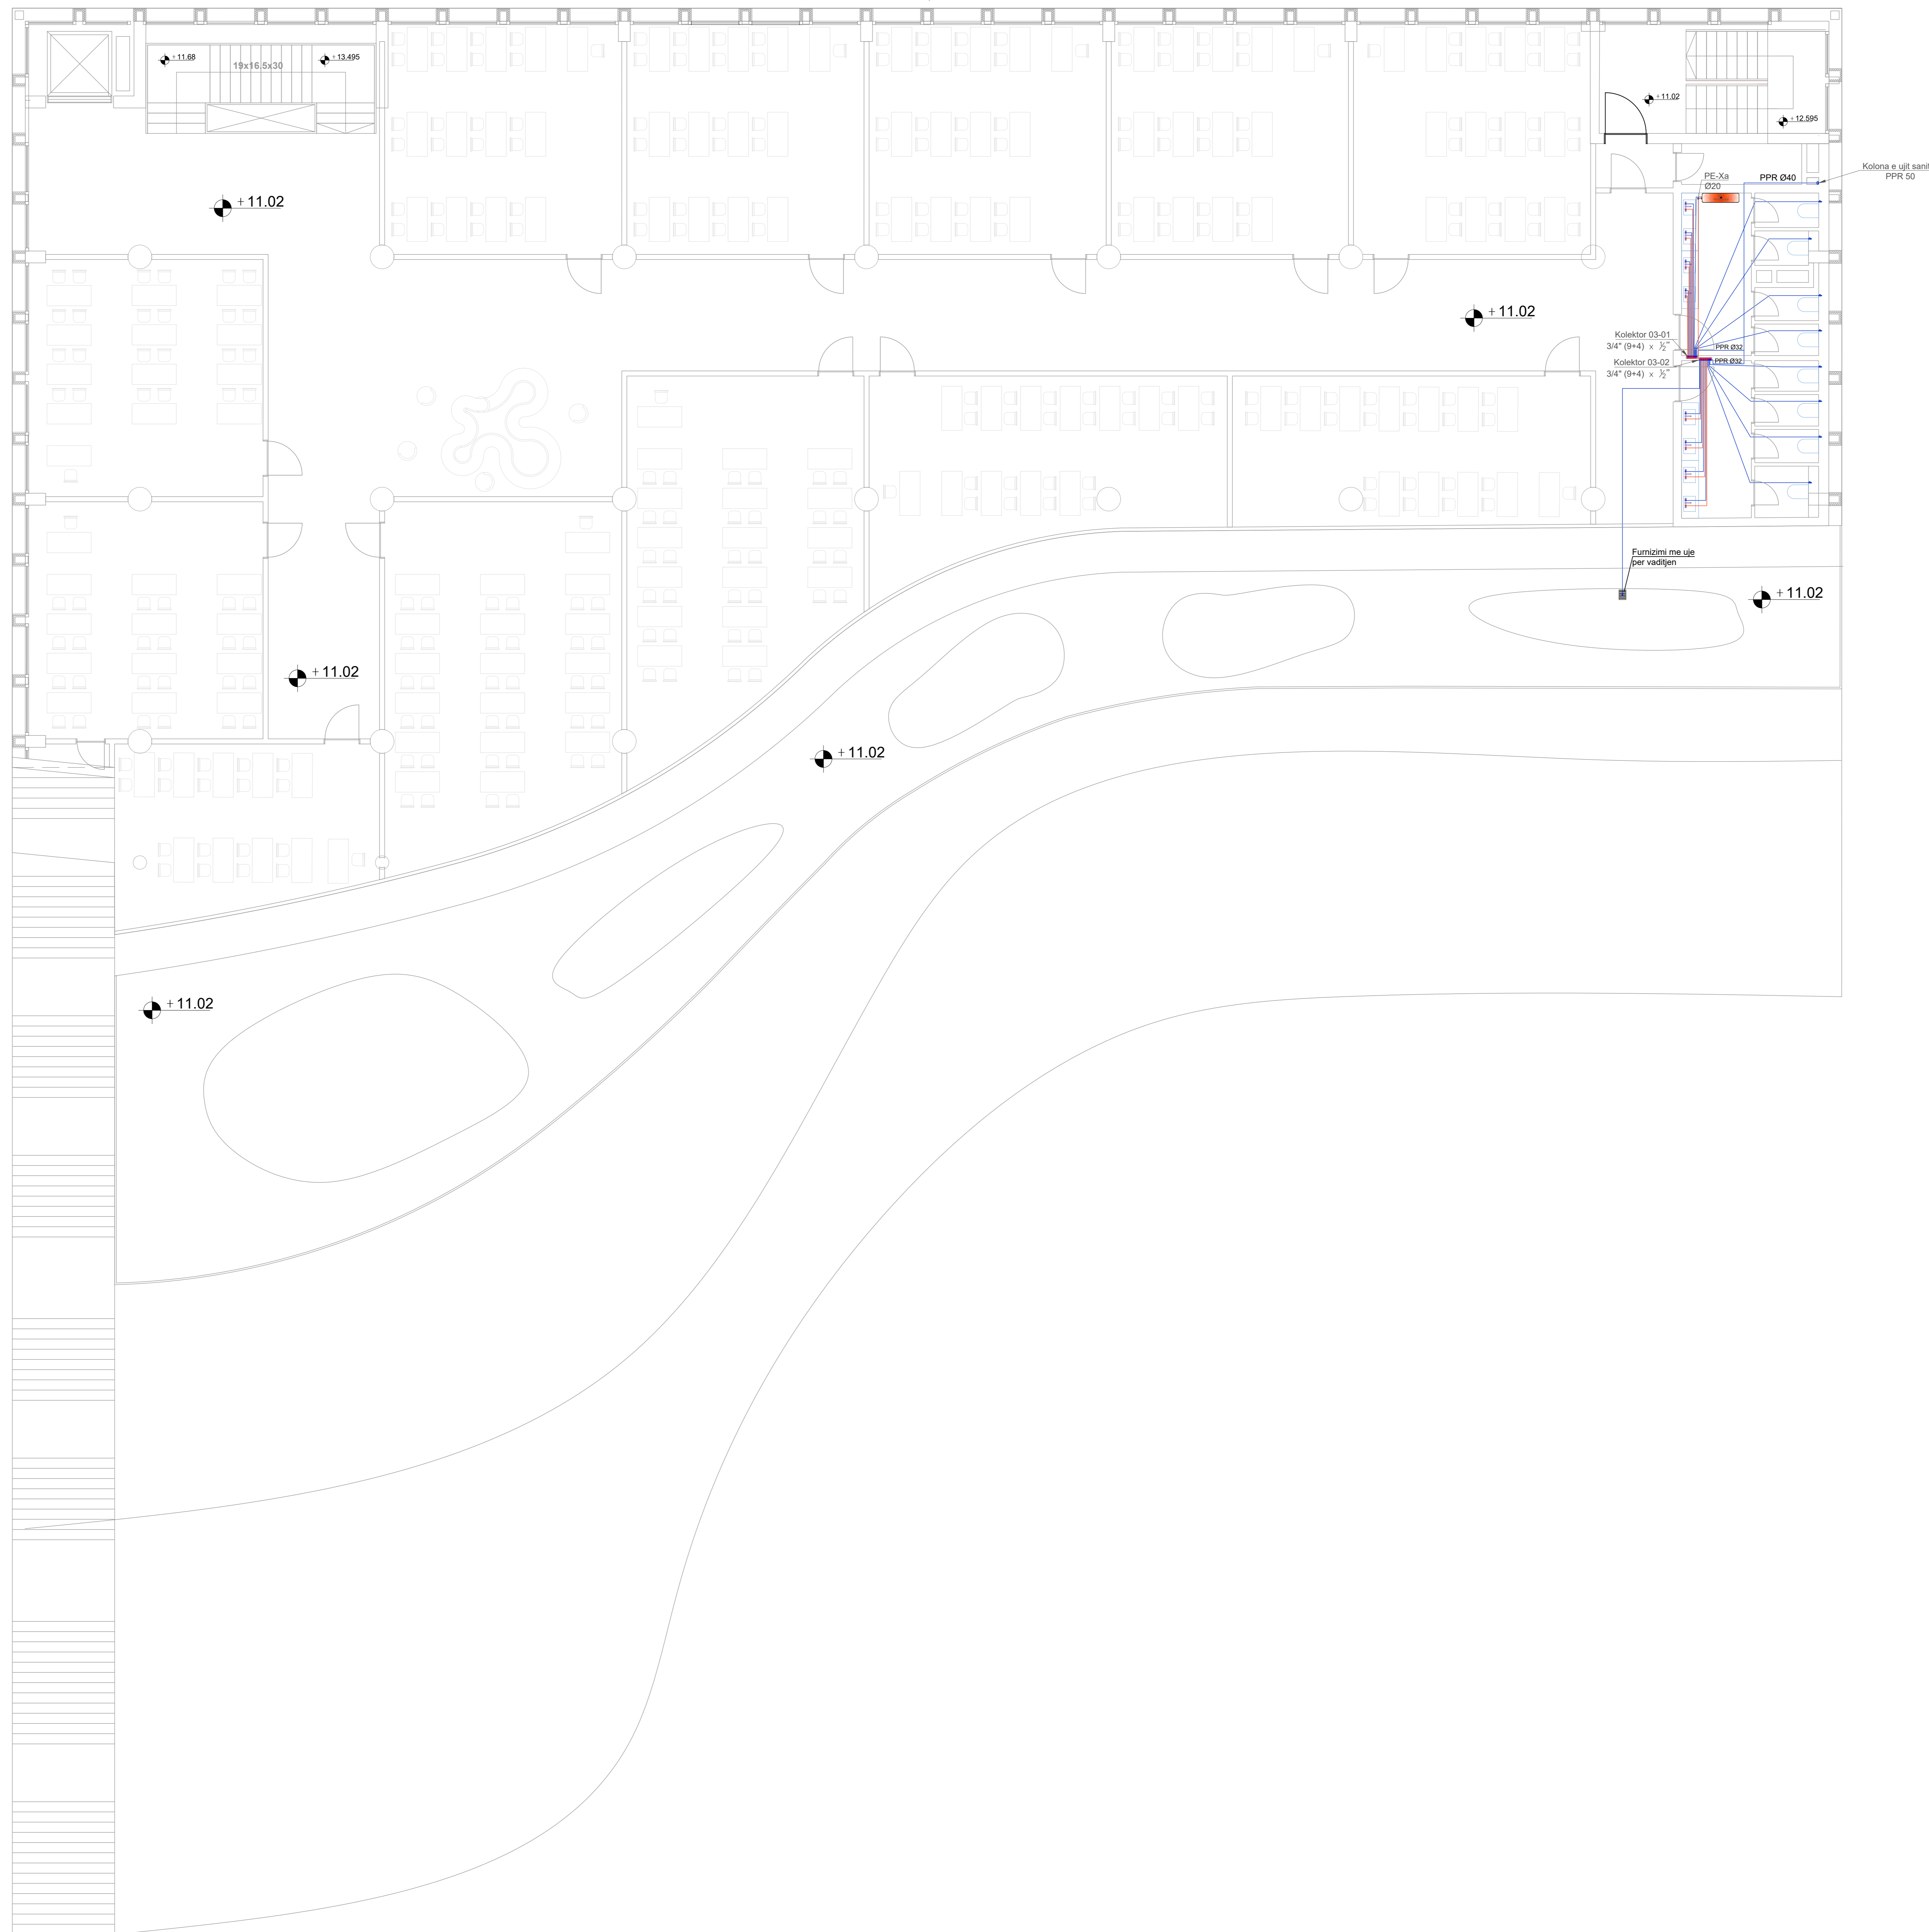 +11.68
19x16.5x30
+13.495
+11.02
+12.595
Kolona e ujit sanit
PPR 50
PE-Xa
Ø20
PPR Ø40
+11.02
+11.02
Kolektor 03-01
3/4" (9+4) x ½"
PPR Ø32
Kolektor 03-02
3/4" (9+4) x ½"
PPR Ø32
Furnizimi me uje
per vaditjen
+11.02
+11.02
+11.02
+11.02